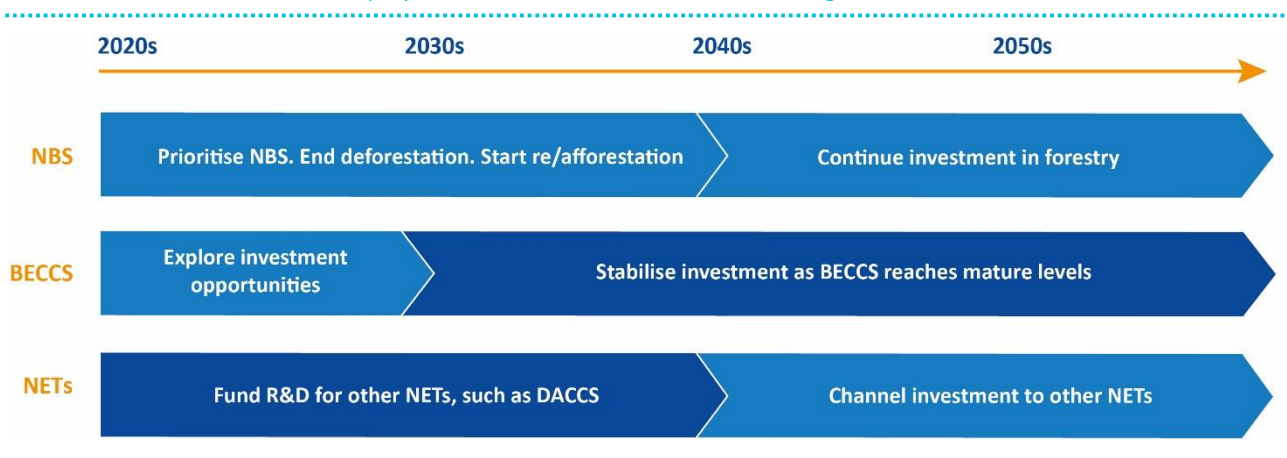 2020s 2030s 2040s 2050s
NBS
Prioritise NBS. End deforestation. Start re/afforestation
Continue investment in forestry
BECCS
Explore investment
opportunities
Stabilise investment as BECCS reaches mature levels
NETs
Fund R&D for other NETs, such as DACCS
Channel investment to other NETs